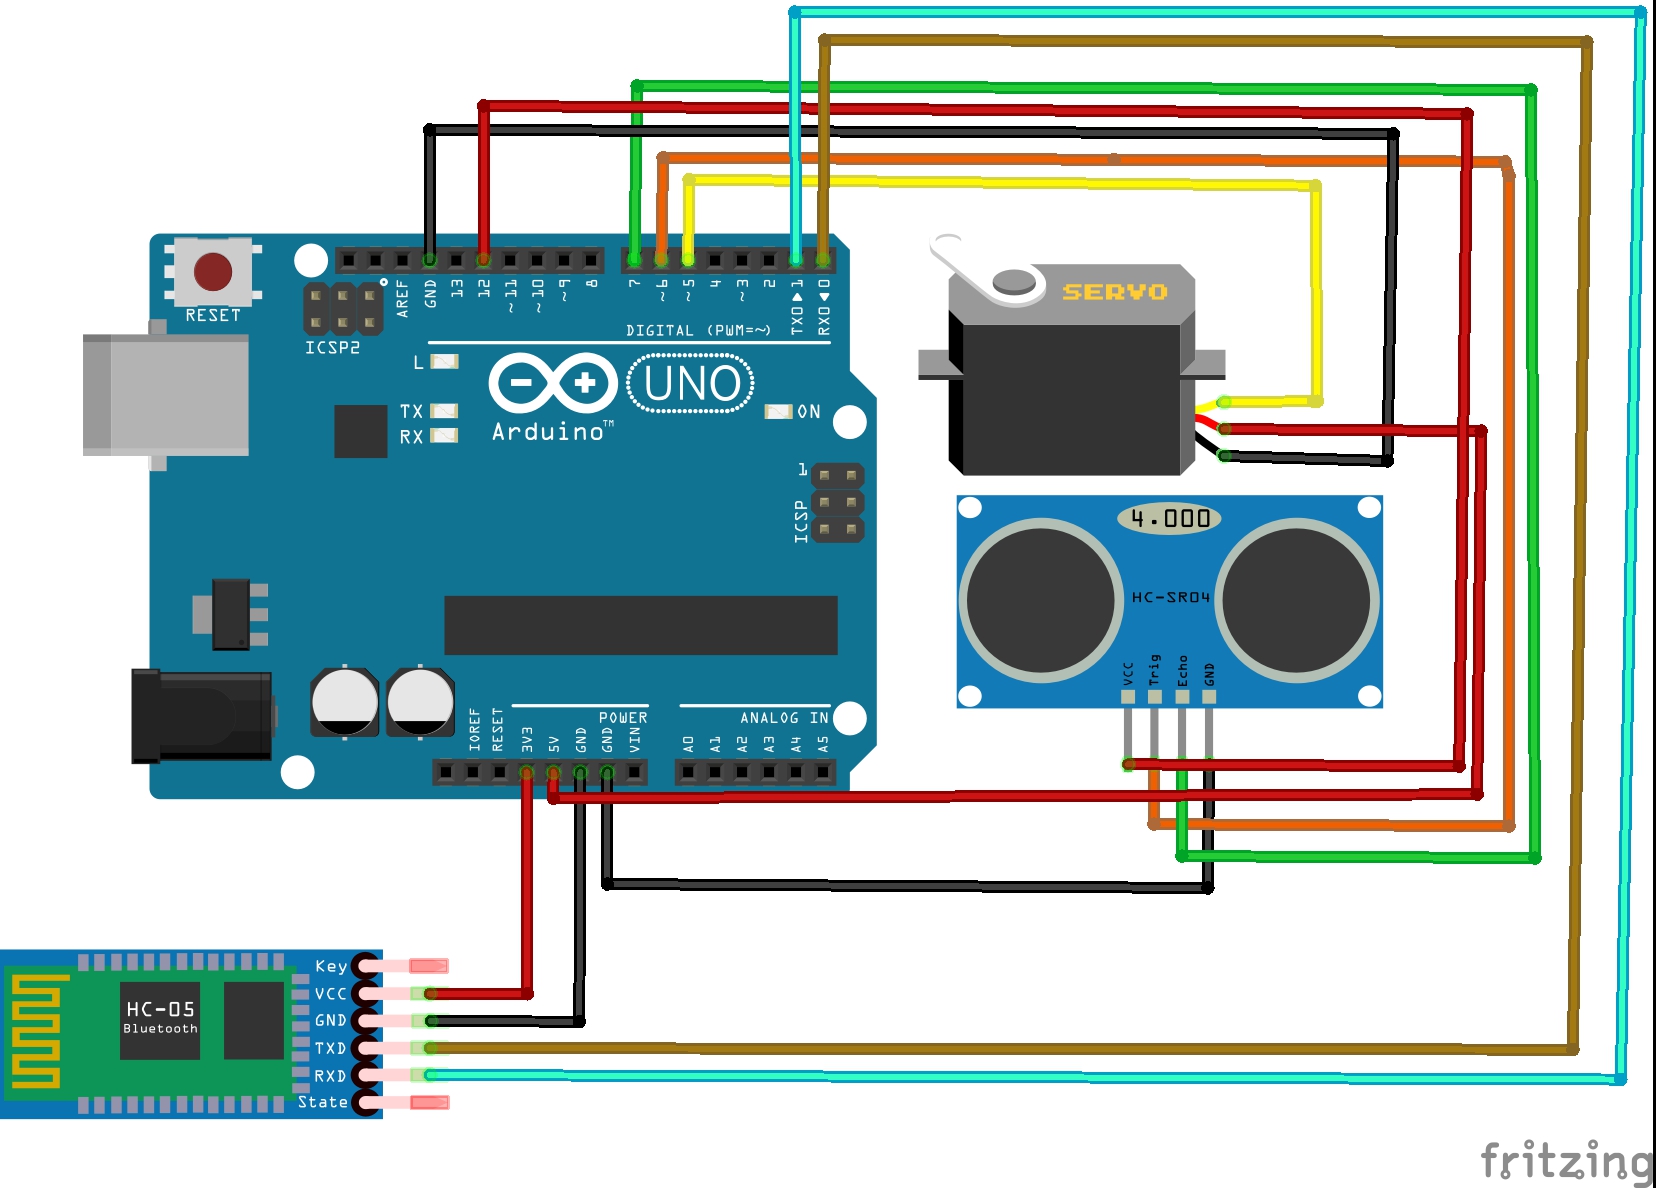 RESET
ICSP2
AREF
GND
13
12
~11
~10
~9
8
7
~6
~5
4
~3
2
TX0▶1
RX0◀0
DIGITAL (PWM=~)
L
TX
RX
UNO
Arduino™
ON
1
ICSP
IOREF
RESET
3V3
5V
GND
GND
VIN
POWER
ANALOG IN
A0
A1
A2
A3
A4
A5
SERVO
4.000
HC-SR04
VCC
Trig
Echo
GND
HC-05
Bluetooth
Key
VCC
GND
TXD
RXD
State
fritzing